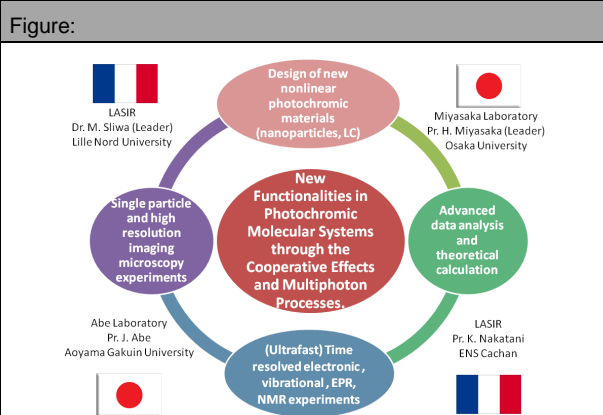 Figure:
LASIR
Dr. M. Sliwa (Leader)
Lille Nord University
Design of new
nonlinear
photochromic
materials
(nanoparticles, LC)
Miyasaka Laboratory
Pr. H. Miyasaka (Leader)
Osaka University
Single particle
and high
resolution
imaging
microscopy
experiments
New
Functionalities in
Photochromic
Molecular Systems
through the
Cooperative Effects
and Multiphoton
Processes.
Advanced
data analysis
and
theoretical
calculation
Abe Laboratory
Pr. J. Abe
Aoyama Gakuin University
(Ultrafast) Time
resolved electronic,
vibrational, EPR,
NMR experiments
LASIR
Pr. K. Nakatani
ENS Cachan